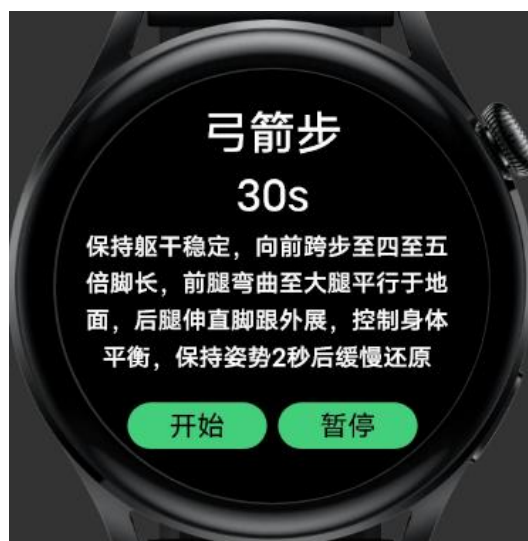 弓箭步
30s
保持躯干稳定，向前跨步至四至五
倍脚长，前腿弯曲至大腿平行于地
面，后腿伸直脚跟外展，控制身体
平衡，保持姿势2秒后缓慢还原
开始 暂停